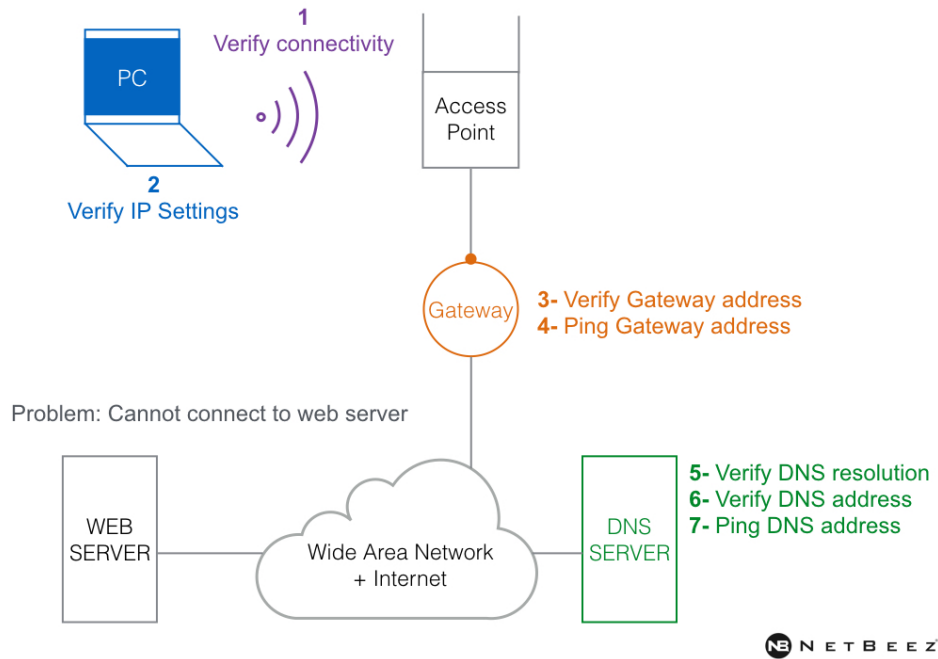 1
Verify connectivity
PC
Access
Point
2
Verify IP Settings
Gateway
3- Verify Gateway address
4- Ping Gateway address
Problem: Cannot connect to web server
WEB
SERVER
Wide Area Network
+ Internet
DNS
SERVER
5- Verify DNS resolution
6- Verify DNS address
7- Ping DNS address
NB NETBEEZ